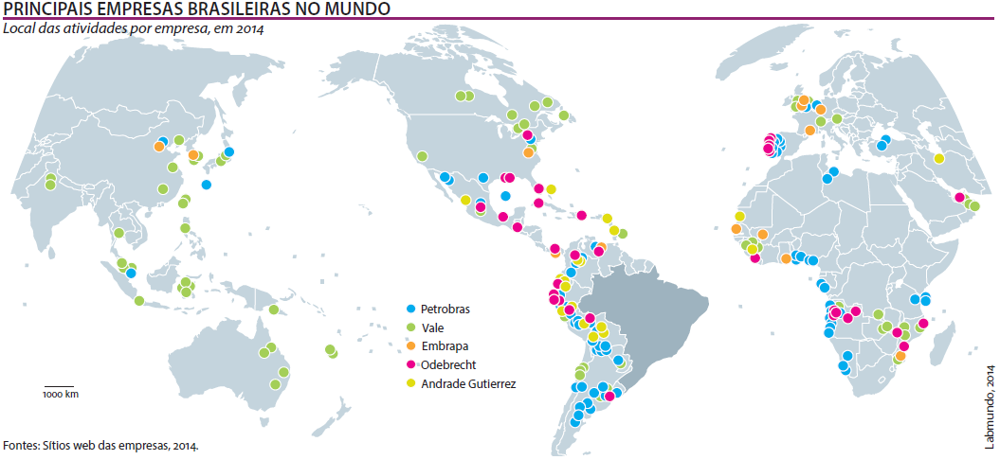 PRINCIPAIS EMPRESAS BRASILEIRAS NO MUNDO
Local das atividades por empresa, em 2014
Petrobras
Vale
Embrapa
Odebrecht
Andrade Gutierrez
1000 km
Fontes: Sítios web das empresas, 2014.
Labmundo, 2014